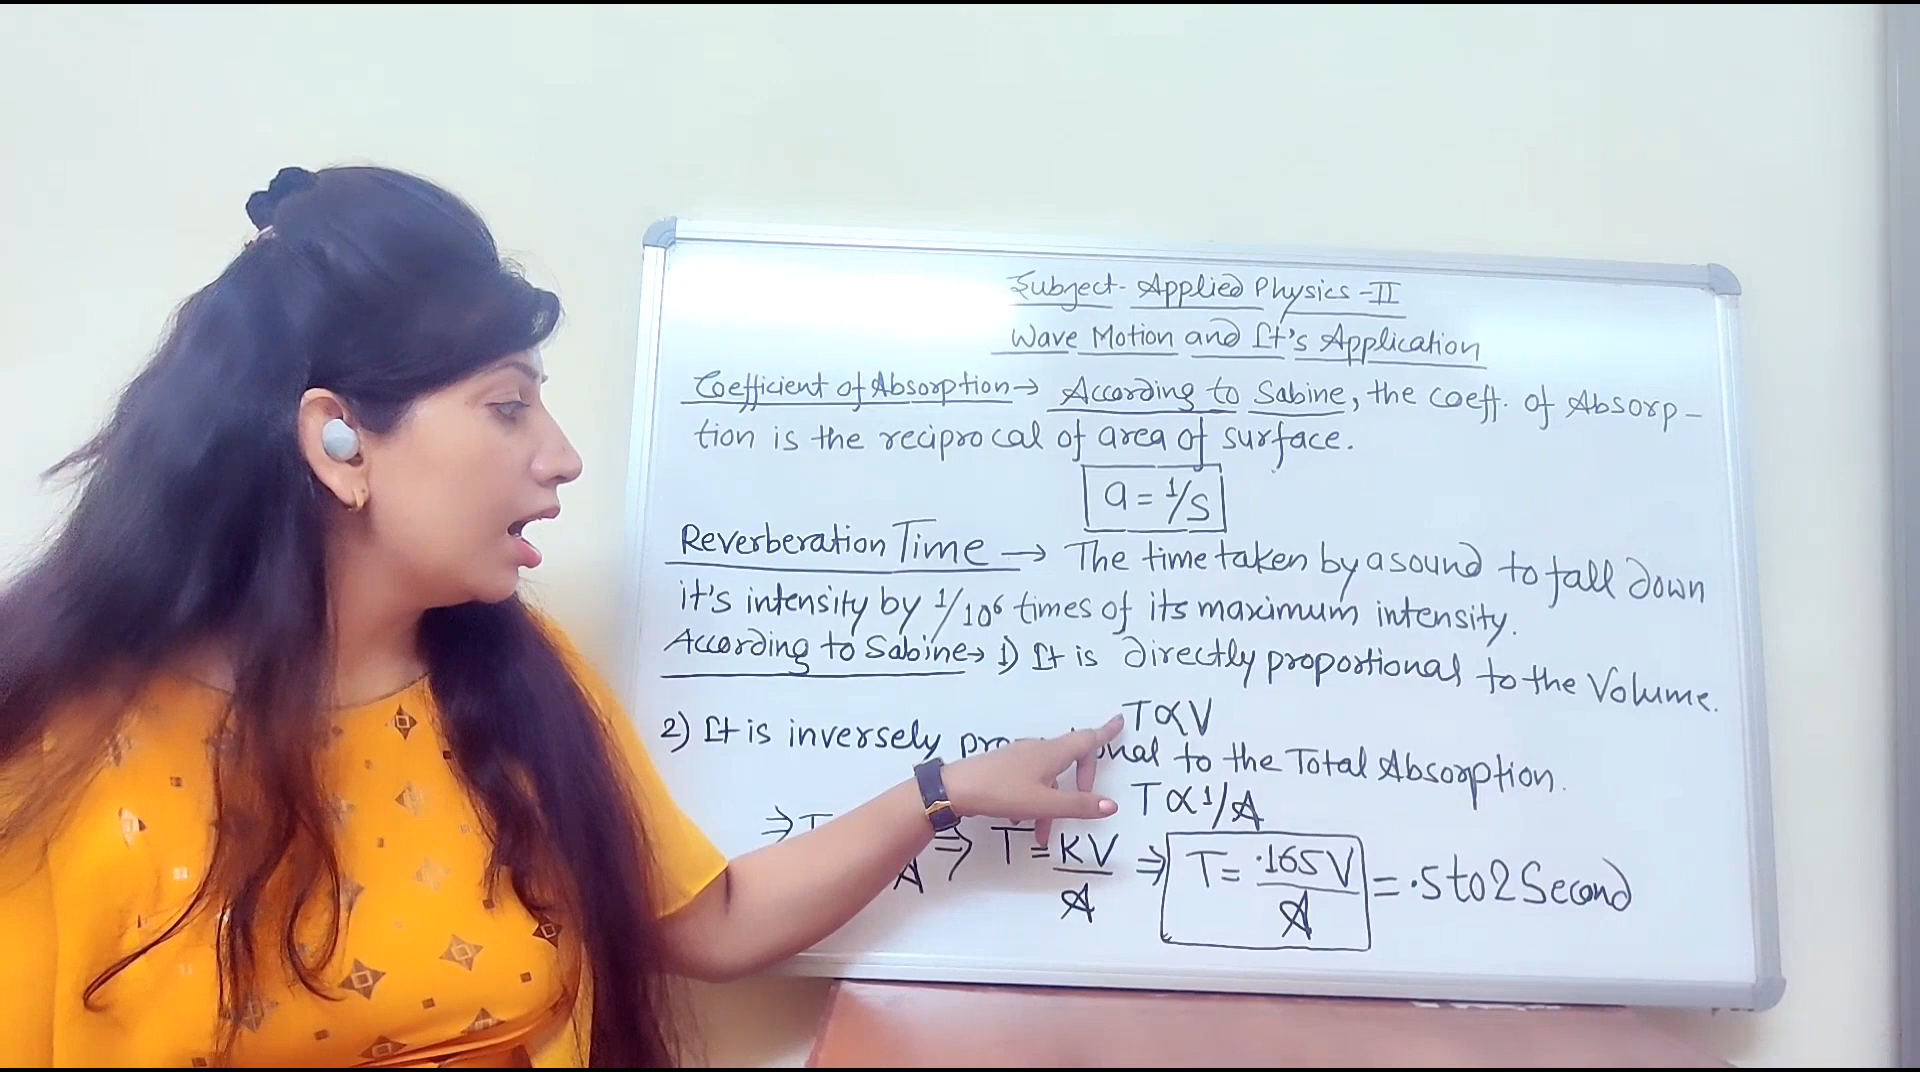 Subject- Applied Physics -II
Wave Motion and It's Application
Coefficient of Absorption → According to Sabine, the coeff. of Absorp-
tion is the reciprocal of area of surface.
a = 1/S
Reverberation Time → The time taken by a sound to fall down
it's intensity by 1/10⁶ times of its maximum intensity.
According to Sabine → 1) It is directly proportional to the Volume.
T∝V
2) It is inversely to the Total Absorption.
T∝1/A
⇒ T A ⇒ T = KV/A ⇒ T = .165V/A = .5 to 2 Second